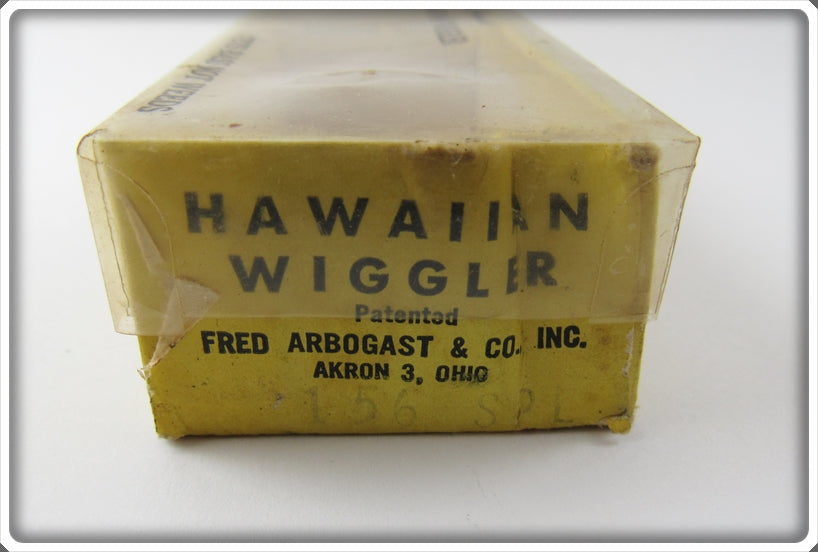 HAWAIIAN
WIGGLER
Patented
FRED ARBOGAST & CO., INC.
AKRON 3, OHIO
156 SPL